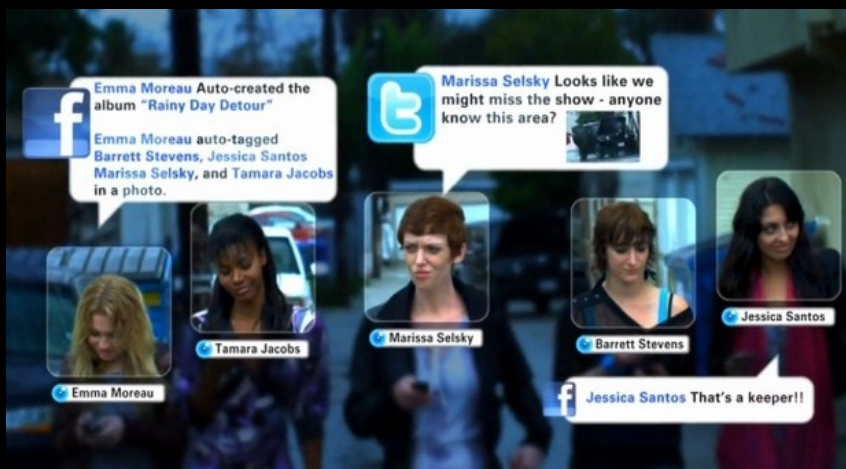 Emma Moreau Auto-created the
album "Rainy Day Detour"
Emma Moreau auto-tagged
Barrett Stevens, Jessica Santos
Marissa Selsky, and Tamara Jacobs
in a photo.
Marissa Selsky Looks like we
might miss the show - anyone
know this area?
Emma Moreau
Tamara Jacobs
Marissa Selsky
Barrett Stevens
Jessica Santos
Jessica Santos That's a keeper!!